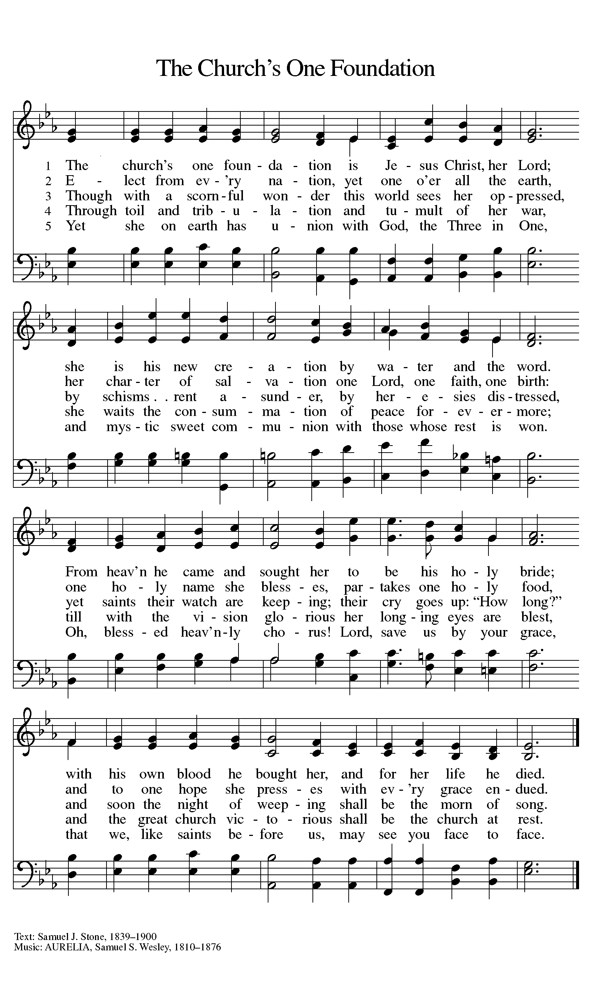 The Church’s One Foundation
1 The church’s one foun - da - tion is Je - sus Christ, her Lord;
2 E - lect from ev - ’ry na - tion, yet one o’er all the earth,
3 Though with a scorn - ful won - der this world sees her op - pressed,
4 Through toil and trib - u - la - tion and tu - mult of her war,
5 Yet she on earth has u - nion with God, the Three in One,
she is his new cre - a - tion by wa - ter and the word.
her char - ter of sal - va - tion one Lord, one faith, one birth:
by schisms . . rent a - sund - er, by her - e - sies dis - tressed,
she waits the con - sum - ma - tion of peace for - ev - er - more;
and mys - tic sweet com - mu - nion with those whose rest is won.
From heav’n he came and sought her to be his ho - ly bride;
one ho - ly name she bless - es, par - takes one ho - ly food,
yet saints their watch are keep - ing; their cry goes up: “How long?”
till with the vi - sion glo - rious her long - ing eyes are blest,
Oh, bless - ed heav’n - ly cho - rus! Lord, save us by your grace,
with his own blood he bought her, and for her life he died.
and to one hope she press - es with ev - ’ry grace en - dued.
and soon the night of weep - ing shall be the morn of song.
and the great church vic - to - rious shall be the church at rest.
that we, like saints be - fore us, may see you face to face.
Text: Samuel J. Stone, 1839–1900
Music: AURELIA, Samuel S. Wesley, 1810–1876